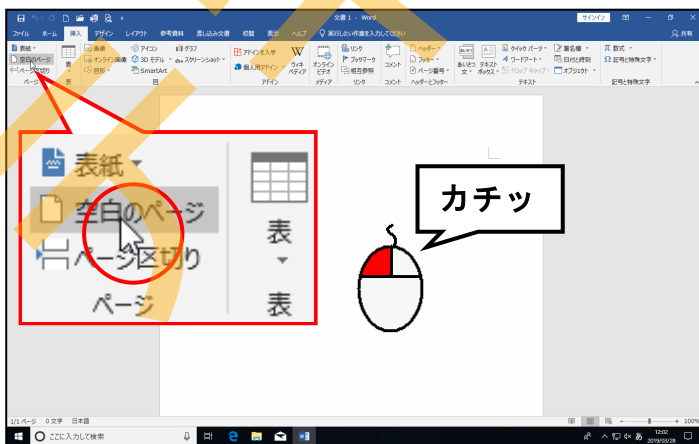 文書 1 - Word
サインイン
ファイル ホーム 挿入 デザイン レイアウト 参考資料 差し込み文書 校閲 表示 ヘルプ 実行したい作業を入力してください 共有
表紙
空白のページ
ページ区切り
ページ
表
表
画像
オンライン画像
図形
アイコン
3D モデル
SmartArt
グラフ
スクリーンショット
図
アドインを入手
個人用アドイン
ウィキペディア
アドイン
オンライン
ビデオ
メディア
リンク
ブックマーク
相互参照
リンク
コメント
コメント
ヘッダー
フッター
ページ番号
ヘッダーとフッター
あいさつ
文
テキスト
ボックス
クイック パーツ
ワードアート
ドロップ キャップ
署名欄
日付と時刻
オブジェクト
テキスト
数式
記号と特殊文字
記号と特殊文字
表紙
空白のページ
ページ区切り
ページ
表
表
カチッ
1/1 ページ 0 文字 日本語
100%
ここに入力して検索
あ
12:02
2019/03/28